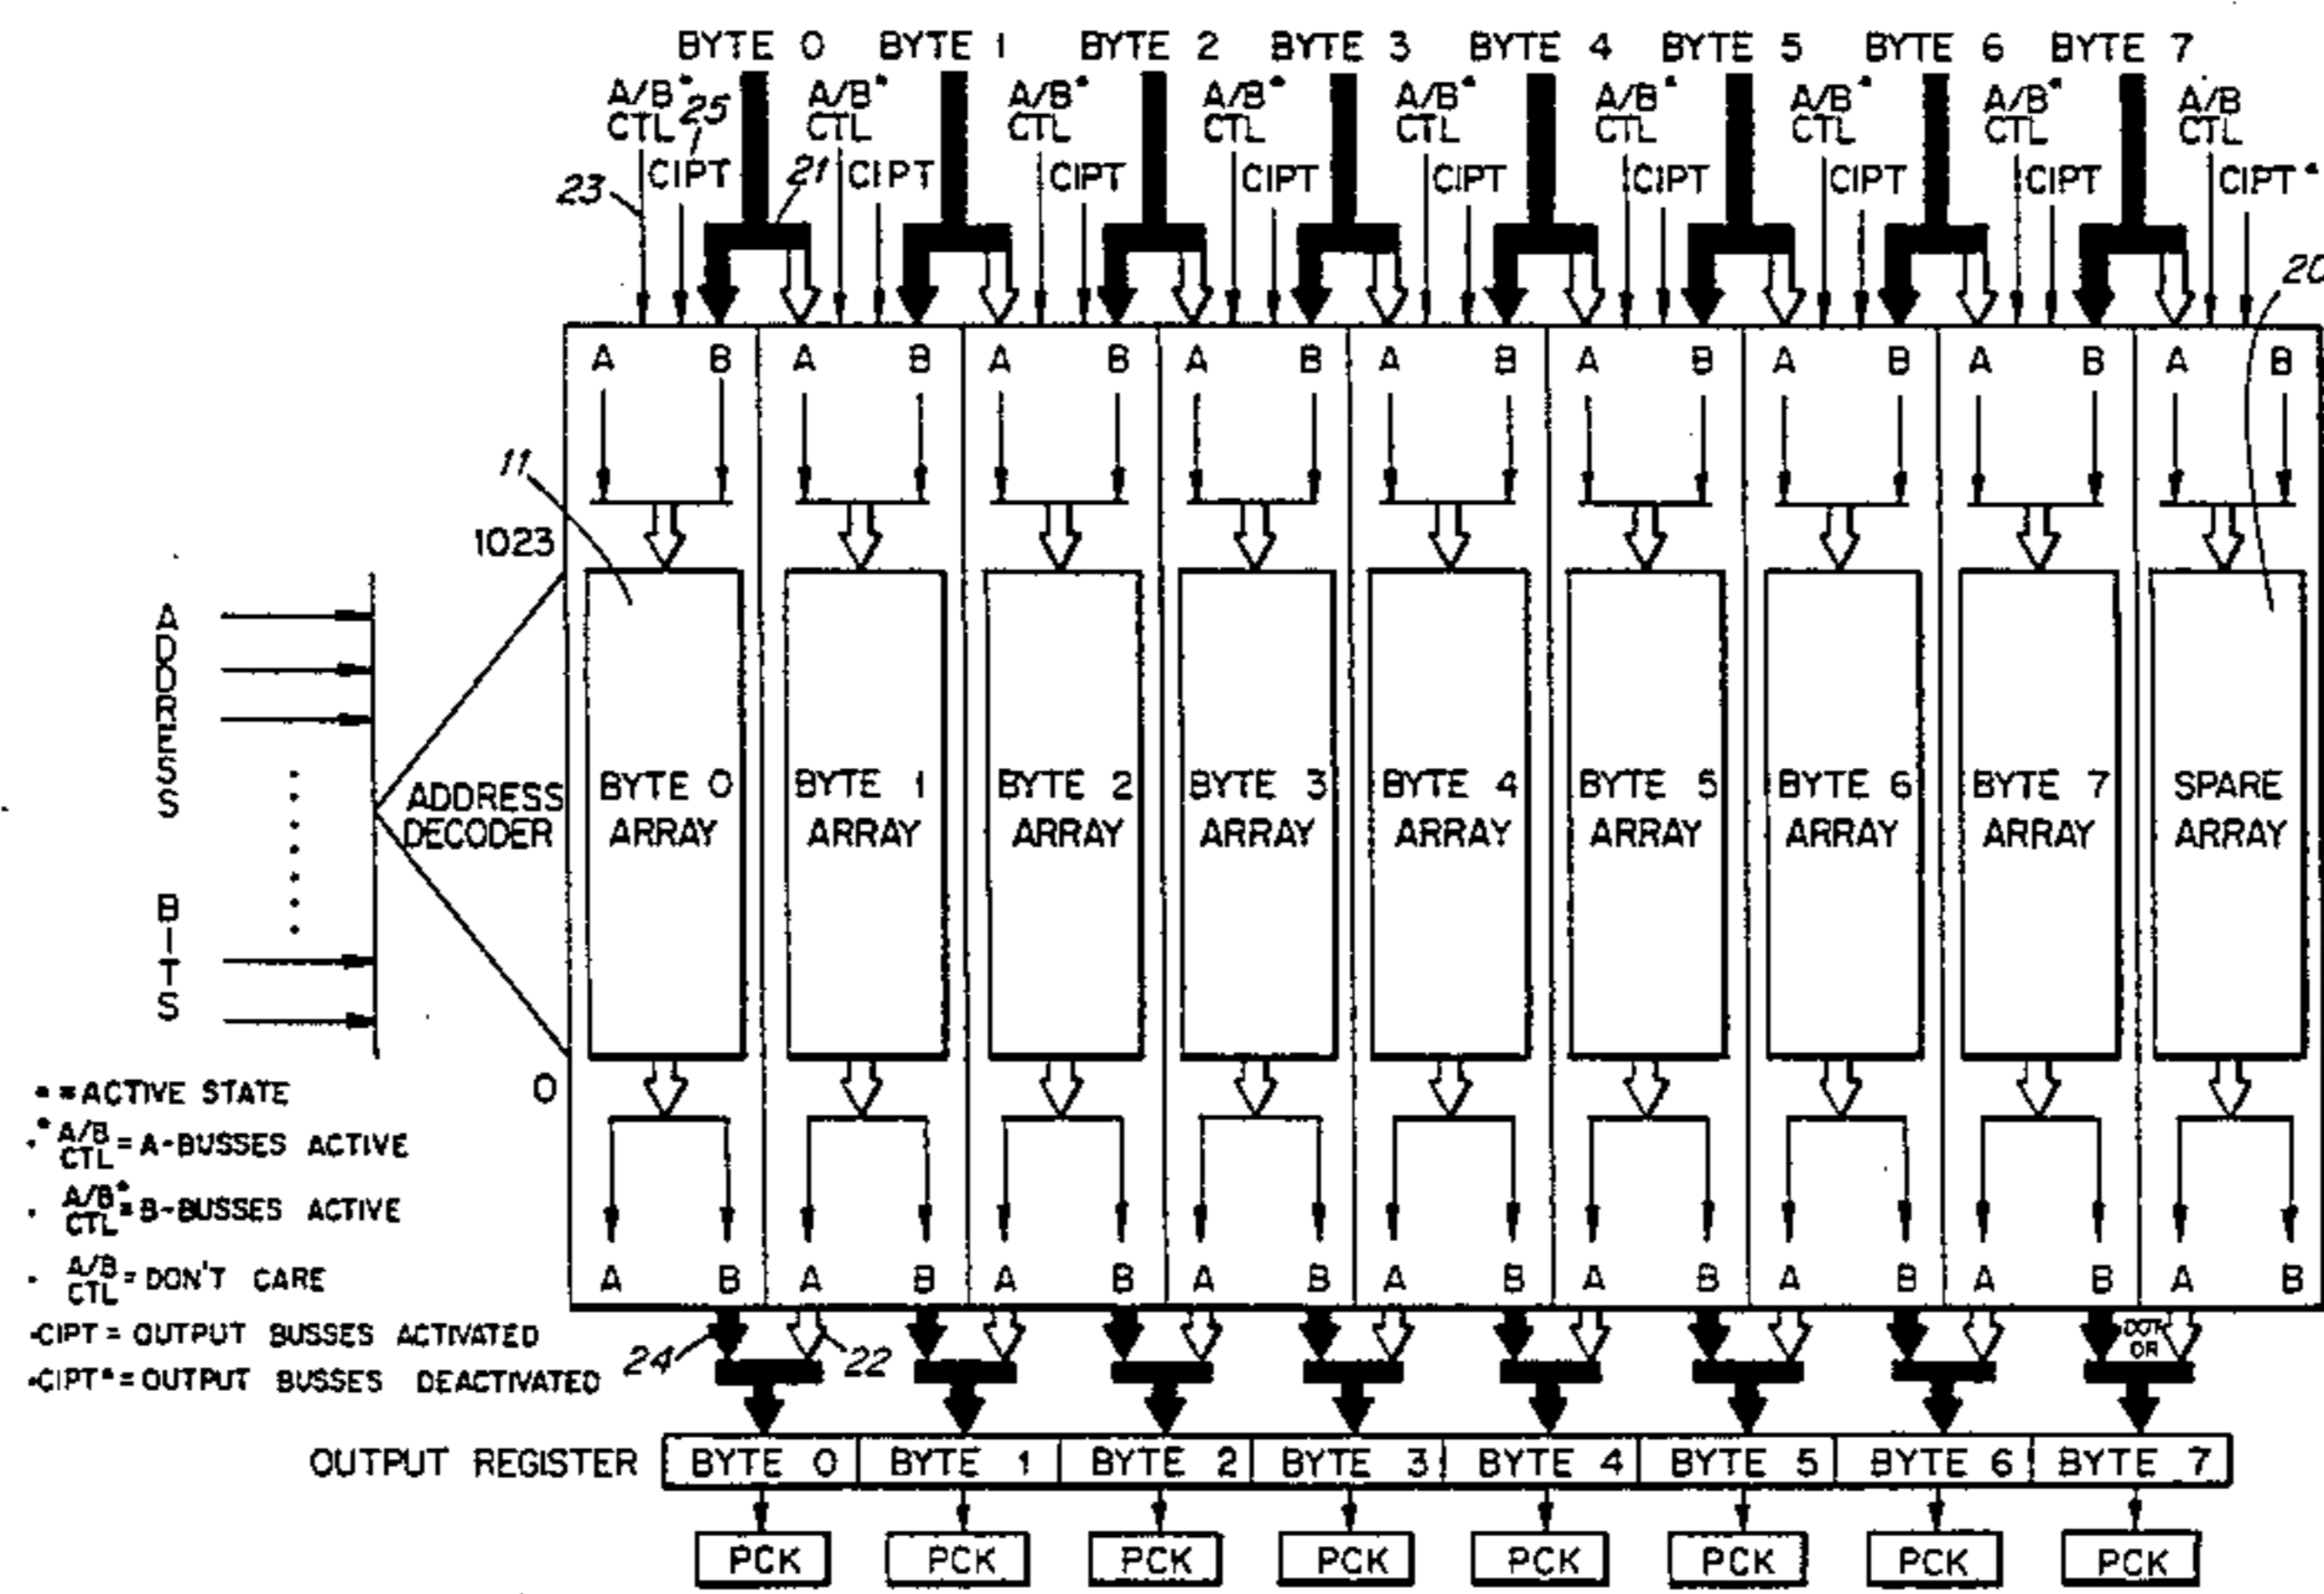 BYTE 0 BYTE 1 BYTE 2 BYTE 3 BYTE 4 BYTE 5 BYTE 6 BYTE 7
A/B* A/B* A/B* A/B* A/B* A/B* A/B* A/B* A/B
CTL CTL CTL CTL CTL CTL CTL CTL CTL
25
CIPT CIPT CIPT CIPT CIPT CIPT CIPT CIPT CIPT*
23 21
20
A B A B A B A B A B A B A B A B A B
11
1023
ADDRESS BITS
ADDRESS
DECODER
BYTE 0 BYTE 1 BYTE 2 BYTE 3 BYTE 4 BYTE 5 BYTE 6 BYTE 7 SPARE
ARRAY ARRAY ARRAY ARRAY ARRAY ARRAY ARRAY ARRAY ARRAY
0
* = ACTIVE STATE
• *A/B CTL = A-BUSSES ACTIVE
• A/B* CTL = B-BUSSES ACTIVE
• A/B CTL = DON'T CARE
•CIPT = OUTPUT BUSSES ACTIVATED
•CIPT* = OUTPUT BUSSES DEACTIVATED
A B A B A B A B A B A B A B A B A B
24 22
DOT
OR
OUTPUT REGISTER BYTE 0 BYTE 1 BYTE 2 BYTE 3 BYTE 4 BYTE 5 BYTE 6 BYTE 7
PCK PCK PCK PCK PCK PCK PCK PCK